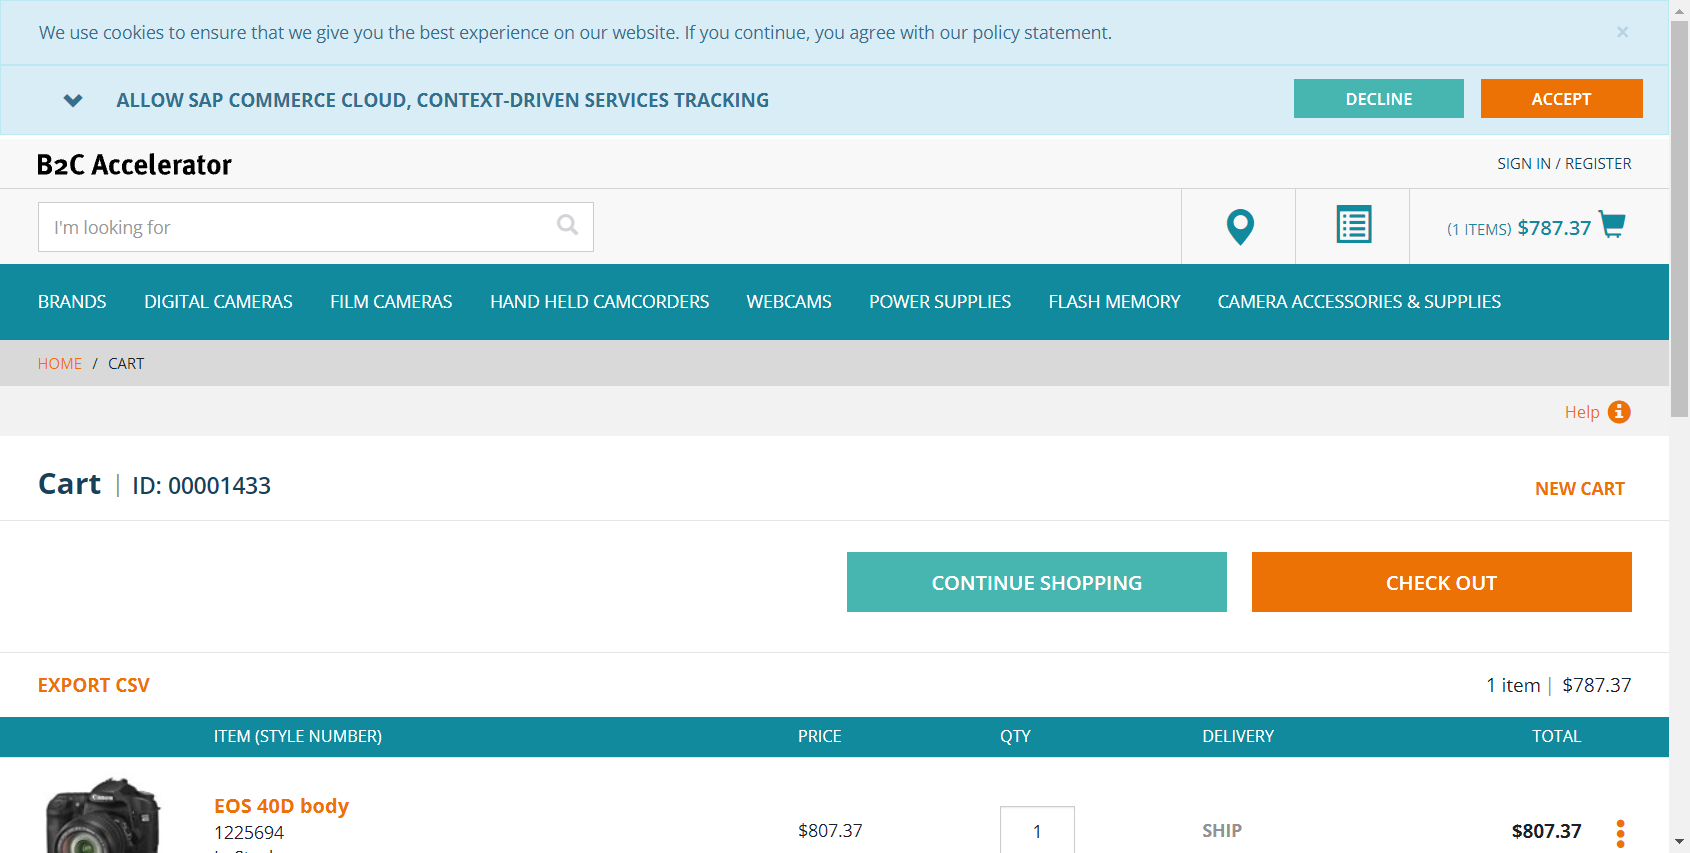 We use cookies to ensure that we give you the best experience on our website. If you continue, you agree with our policy statement.
×
ALLOW SAP COMMERCE CLOUD, CONTEXT-DRIVEN SERVICES TRACKING
DECLINE
ACCEPT
B2C Accelerator
SIGN IN / REGISTER
I'm looking for
(1 ITEMS) $787.37
BRANDS DIGITAL CAMERAS FILM CAMERAS HAND HELD CAMCORDERS WEBCAMS POWER SUPPLIES FLASH MEMORY CAMERA ACCESSORIES & SUPPLIES
HOME / CART
Help
Cart | ID: 00001433
NEW CART
CONTINUE SHOPPING
CHECK OUT
EXPORT CSV
1 item | $787.37
ITEM (STYLE NUMBER) PRICE QTY DELIVERY TOTAL
Canon
EOS 40D body
1225694
$807.37 1 SHIP $807.37